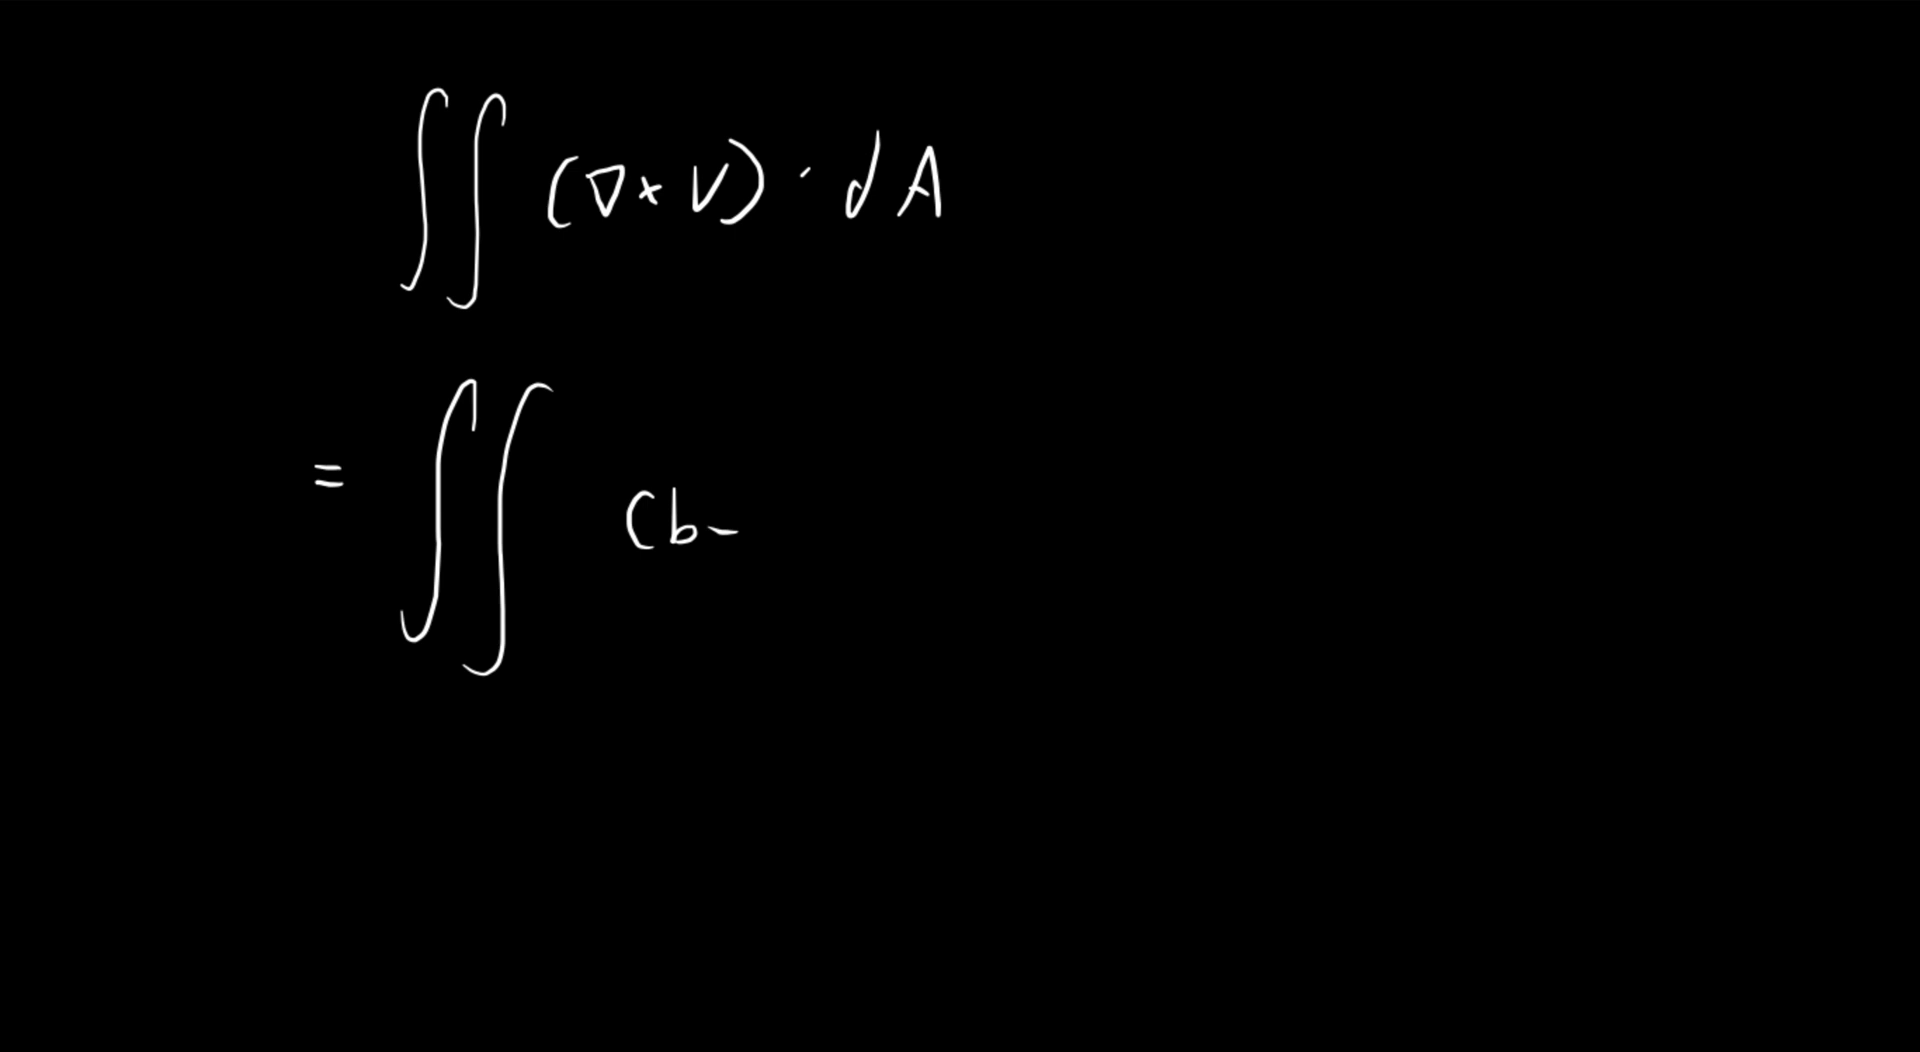 ∬ (∇×V) · dA
= ∬ (b-